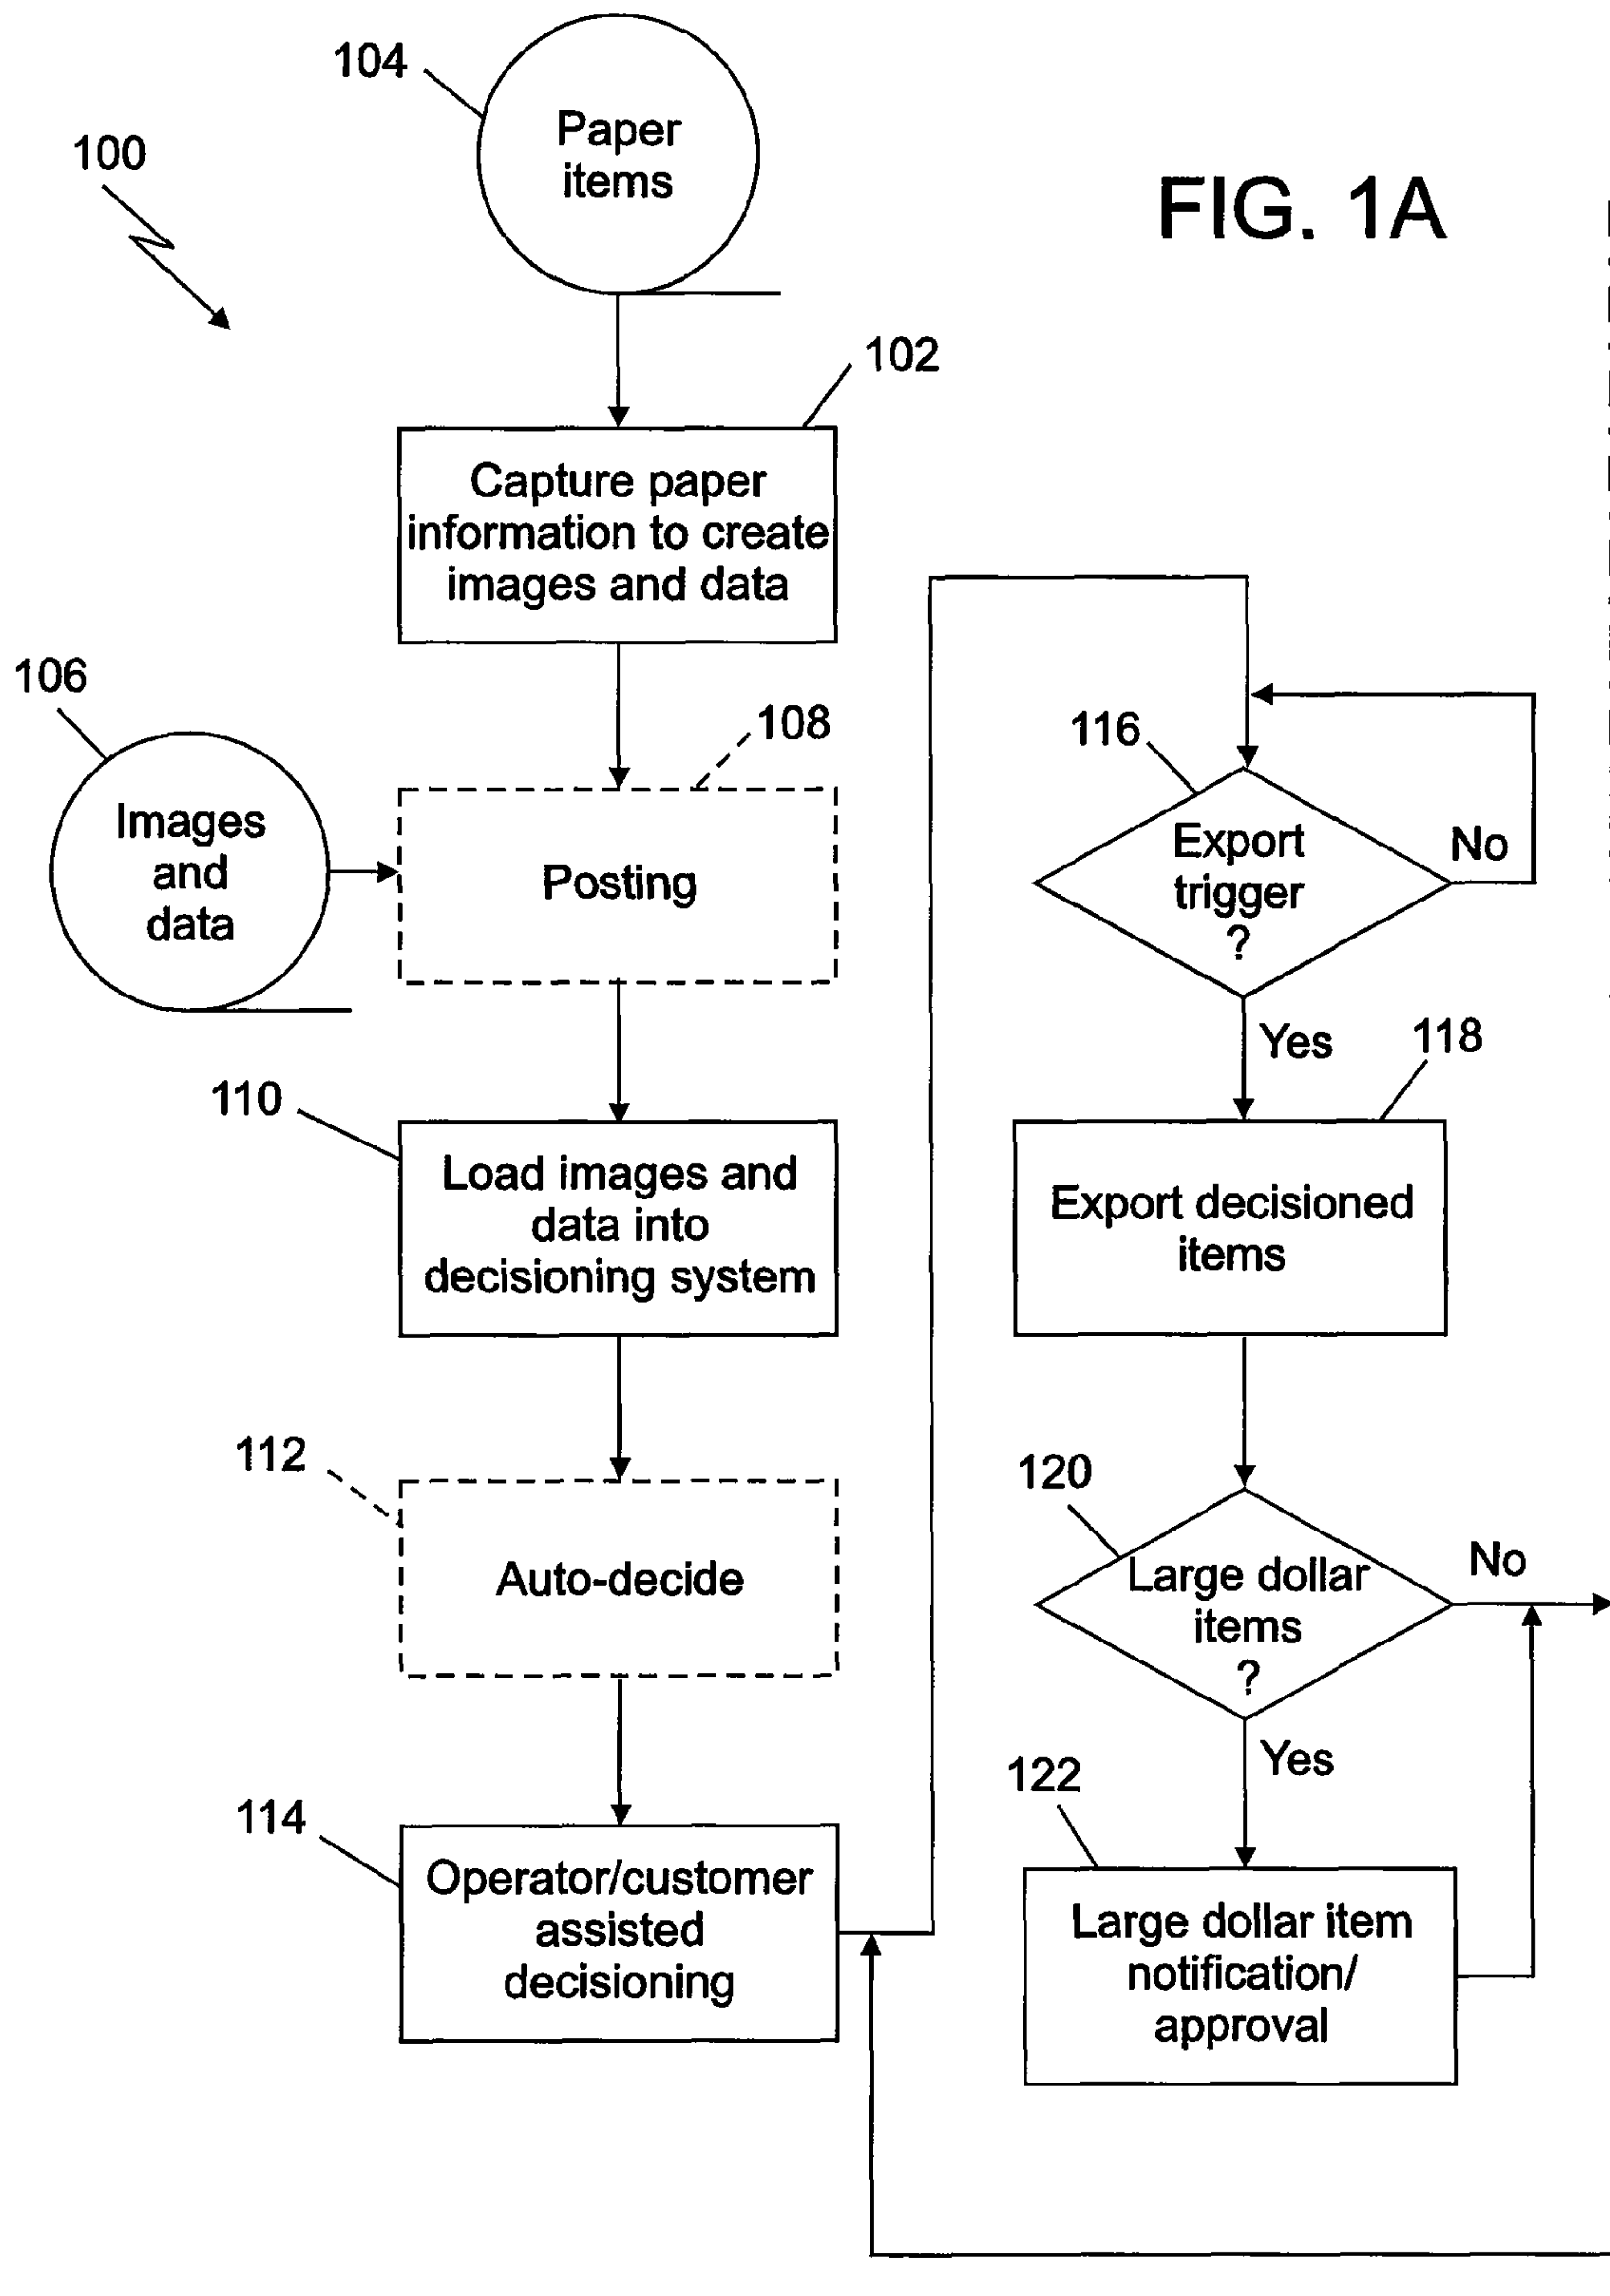 104
Paper
items
100
FIG. 1A
102
Capture paper
information to create
images and data
106
Images
and
data
108
Posting
110
Load images and
data into
decisioning system
112
Auto-decide
114
Operator/customer
assisted
decisioning
116
Export
trigger
?
No
Yes
118
Export decisioned
items
120
Large dollar
items
?
No
Yes
122
Large dollar item
notification/
approval